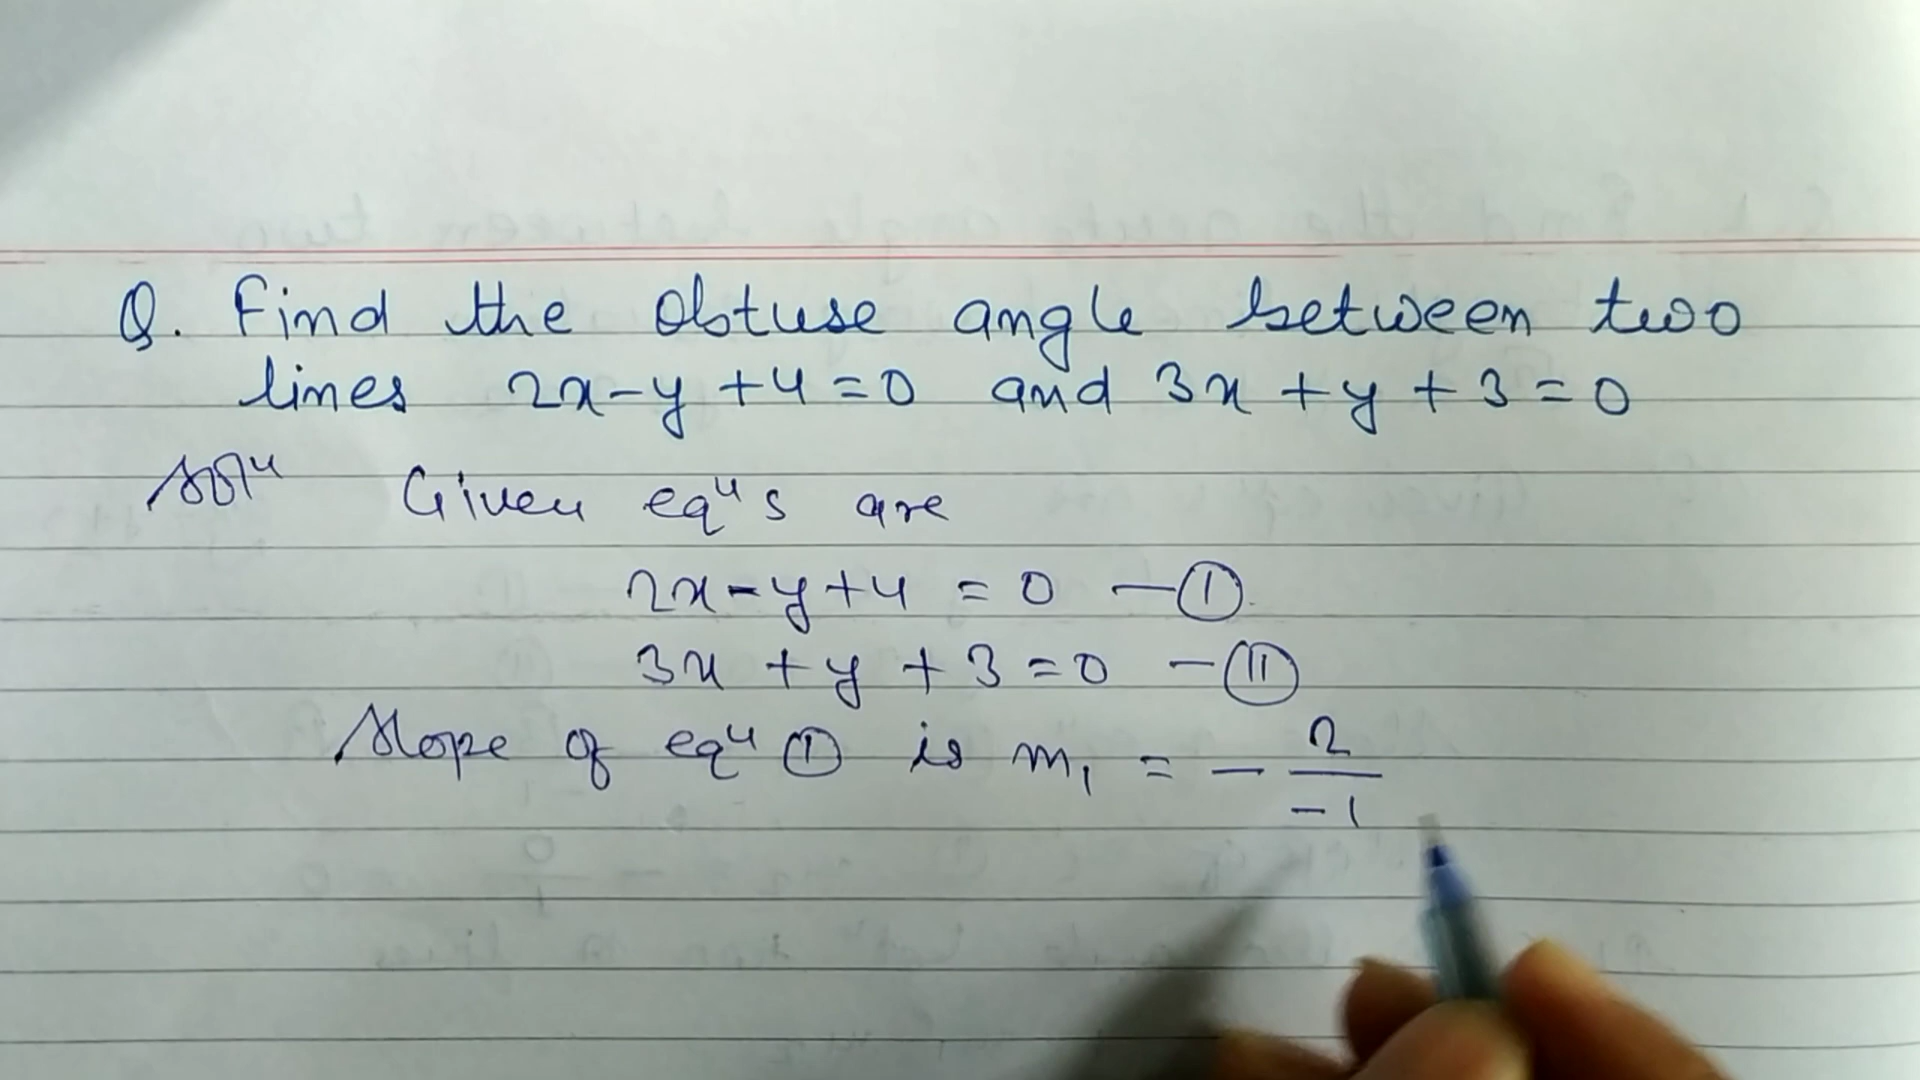 Q. Find the obtuse angle between two
lines 2x-y+4=0 and 3x+y+3=0
Solⁿ Given eqⁿs are
2x-y+4 = 0 —Ⓘ
3x+y+3=0 —⑪
Slope of eqⁿ Ⓘ is m₁ = - 2/-1